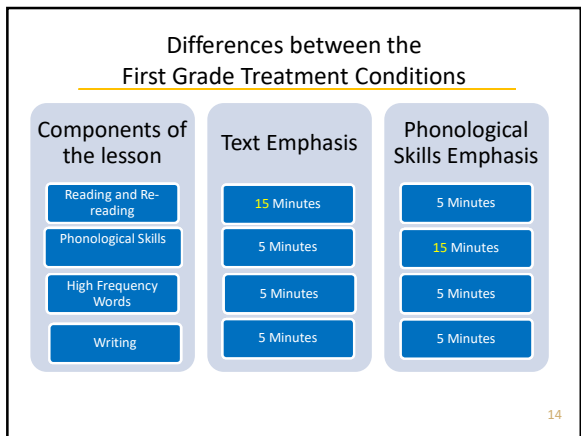 Differences between the
First Grade Treatment Conditions
Components of
the lesson
Reading and Re-
reading
Phonological Skills
High Frequency
Words
Writing
Text Emphasis
15 Minutes
5 Minutes
5 Minutes
5 Minutes
Phonological
Skills Emphasis
5 Minutes
15 Minutes
5 Minutes
5 Minutes
14